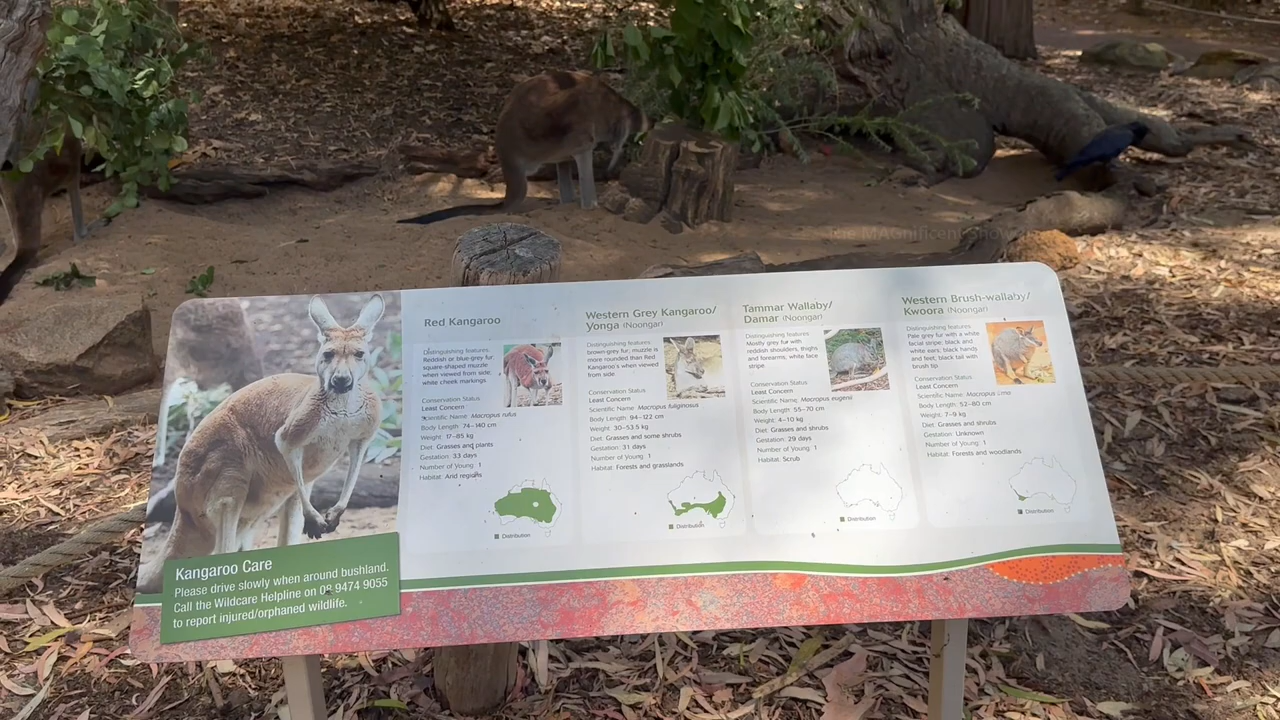 The MAGnificent Show
Red Kangaroo
Distinguishing features:
Reddish or blue-grey fur,
square-shaped muzzle
when viewed from side,
white cheek markings
Conservation Status
Least Concern
Scientific Name: Macropus rufus
Body Length: 74–140 cm
Weight: 17–85 kg
Diet: Grasses and plants
Gestation: 33 days
Number of Young: 1
Habitat: Arid regions
Distribution
Western Grey Kangaroo/
Yonga (Noongar)
Distinguishing features:
brown-grey fur; muzzle is
more rounded than Red
Kangaroo's when viewed
from side.
Conservation Status
Least Concern
Scientific Name: Macropus fuliginosus
Body Length: 94–122 cm
Weight: 30–53.5 kg
Diet: Grasses and some shrubs
Gestation: 31 days
Number of Young: 1
Habitat: Forests and grasslands
Distribution
Tammar Wallaby/
Damar (Noongar)
Distinguishing features:
Mostly grey fur with
reddish shoulders, thighs
and forearms, white face
stripe
Conservation Status
Least Concern
Scientific Name: Macropus eugenii
Body Length: 55–70 cm
Weight: 4–10 kg
Diet: Grasses and shrubs
Gestation: 29 days
Number of Young: 1
Habitat: Scrub
Distribution
Western Brush-wallaby/
Kwoora (Noongar)
Distinguishing features:
Pale grey fur with a white
facial stripe, black and
white ears, black hands
and feet, black tail with
brush tip
Conservation Status
Least Concern
Scientific Name: Macropus irma
Body Length: 52–80 cm
Weight: 7–9 kg
Diet: Grasses and shrubs
Gestation: Unknown
Number of Young: 1
Habitat: Forests and woodlands
Distribution
Kangaroo Care
Please drive slowly when around bushland.
Call the Wildcare Helpline on 08 9474 9055
to report injured/orphaned wildlife.